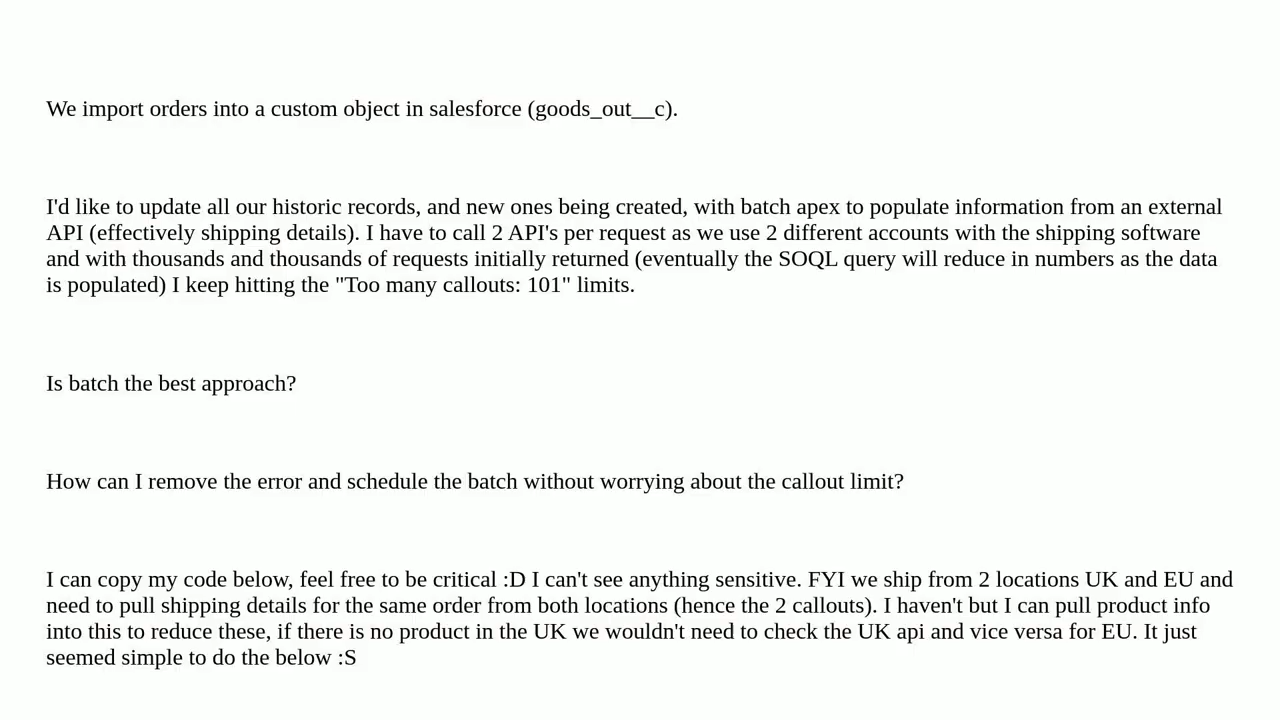 We import orders into a custom object in salesforce (goods_out__c).
I'd like to update all our historic records, and new ones being created, with batch apex to populate information from an external
API (effectively shipping details). I have to call 2 API's per request as we use 2 different accounts with the shipping software
and with thousands and thousands of requests initially returned (eventually the SOQL query will reduce in numbers as the data
is populated) I keep hitting the "Too many callouts: 101" limits.
Is batch the best approach?
How can I remove the error and schedule the batch without worrying about the callout limit?
I can copy my code below, feel free to be critical :D I can't see anything sensitive. FYI we ship from 2 locations UK and EU and
need to pull shipping details for the same order from both locations (hence the 2 callouts). I haven't but I can pull product info
into this to reduce these, if there is no product in the UK we wouldn't need to check the UK api and vice versa for EU. It just
seemed simple to do the below :S